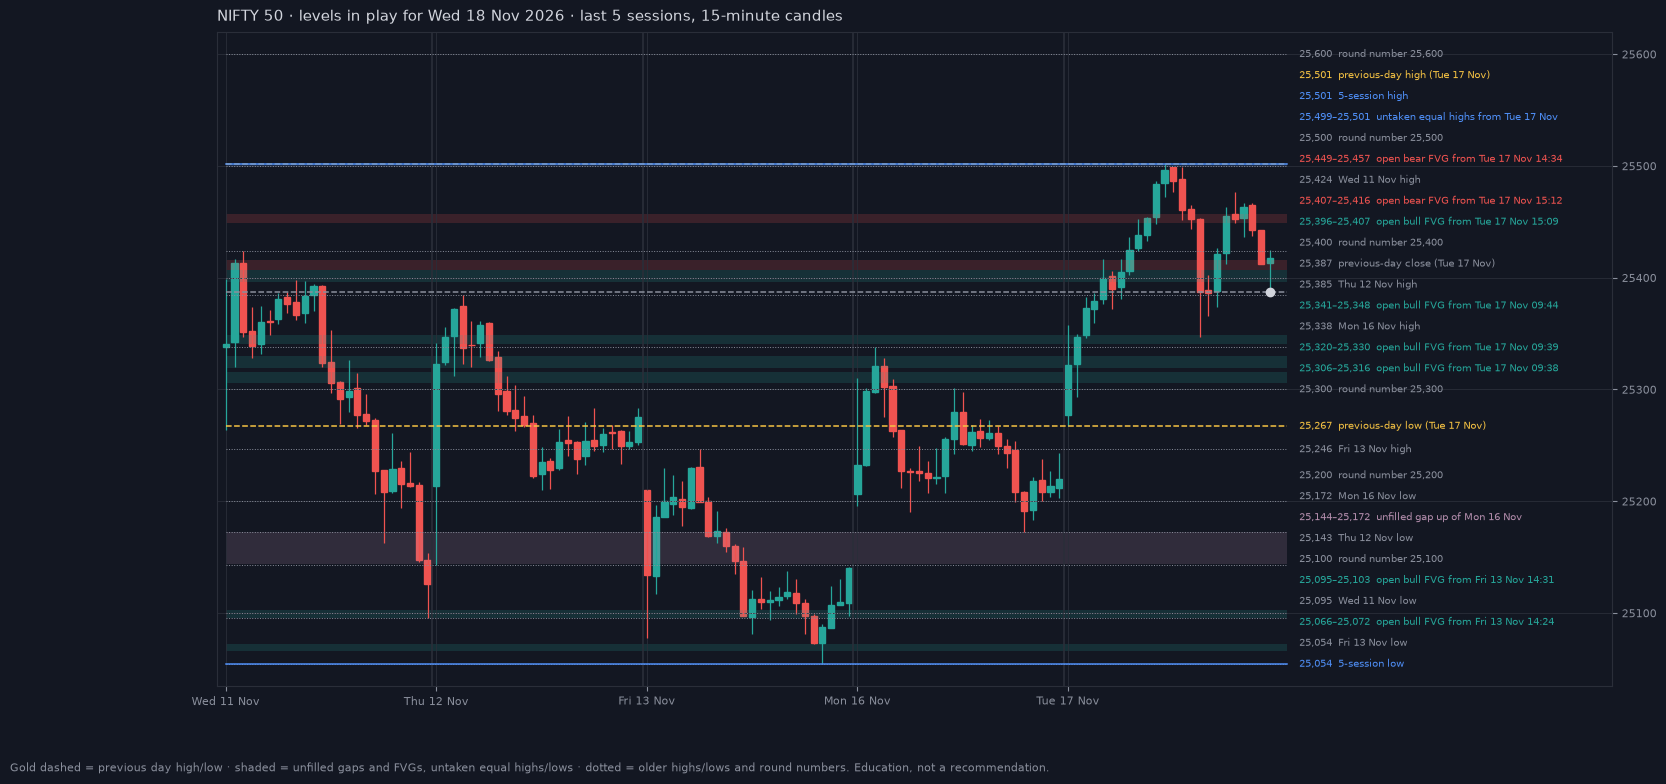 NIFTY 50 · levels in play for Wed 18 Nov 2026 · last 5 sessions, 15-minute candles
25,600 round number 25,600
25600
25,501 previous-day high (Tue 17 Nov)
25,501 5-session high
25,499–25,501 untaken equal highs from Tue 17 Nov
25,500 round number 25,500
25,449–25,457 open bear FVG from Tue 17 Nov 14:34
25500
25,424 Wed 11 Nov high
25,407–25,416 open bear FVG from Tue 17 Nov 15:12
25,396–25,407 open bull FVG from Tue 17 Nov 15:09
25,400 round number 25,400
25,387 previous-day close (Tue 17 Nov)
25400
25,385 Thu 12 Nov high
25,341–25,348 open bull FVG from Tue 17 Nov 09:44
25,338 Mon 16 Nov high
25,320–25,330 open bull FVG from Tue 17 Nov 09:39
25,306–25,316 open bull FVG from Tue 17 Nov 09:38
25,300 round number 25,300
25300
25,267 previous-day low (Tue 17 Nov)
25,246 Fri 13 Nov high
25,200 round number 25,200
25,172 Mon 16 Nov low
25200
25,144–25,172 unfilled gap up of Mon 16 Nov
25,143 Thu 12 Nov low
25,100 round number 25,100
25,095–25,103 open bull FVG from Fri 13 Nov 14:31
25,095 Wed 11 Nov low
25100
25,066–25,072 open bull FVG from Fri 13 Nov 14:24
25,054 Fri 13 Nov low
25,054 5-session low
Wed 11 Nov
Thu 12 Nov
Fri 13 Nov
Mon 16 Nov
Tue 17 Nov
Gold dashed = previous day high/low · shaded = unfilled gaps and FVGs, untaken equal highs/lows · dotted = older highs/lows and round numbers. Education, not a recommendation.